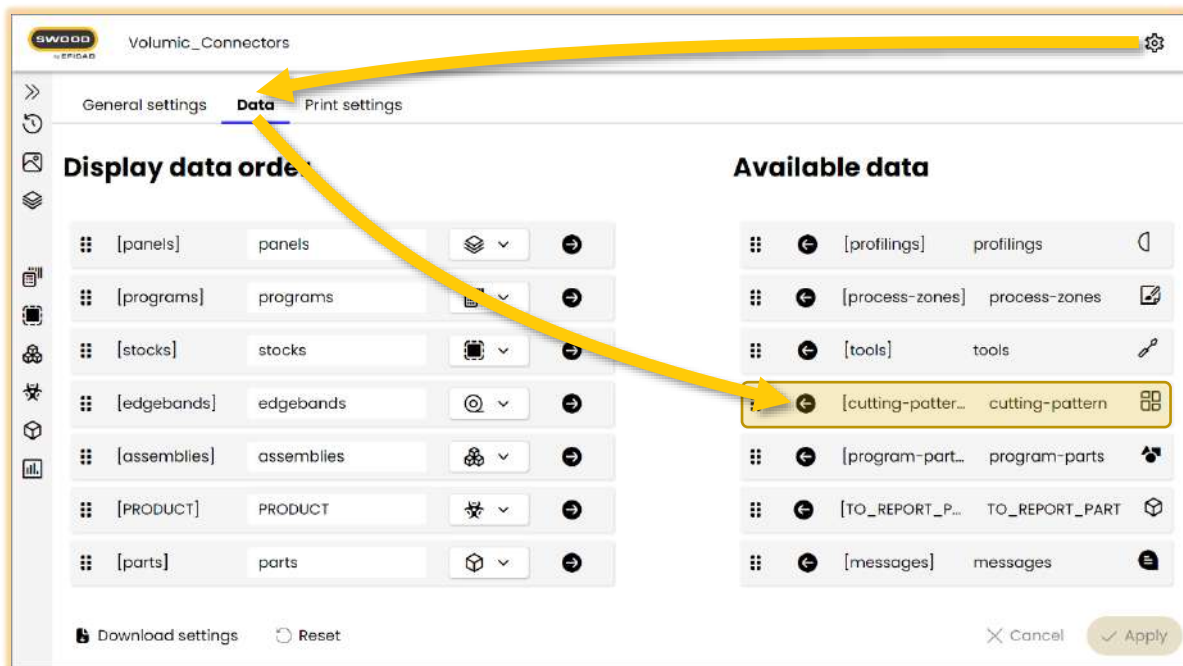 SWOOD
by EFICAD
Volumic_Connectors
General settings Data Print settings
Display data order
Available data
[panels] panels
[profilings] profilings
[programs] programs
[process-zones] process-zones
[stocks] stocks
[tools] tools
[edgebands] edgebands
[cutting-patter... cutting-pattern
[assemblies] assemblies
[program-part... program-parts
[PRODUCT] PRODUCT
[TO_REPORT_P... TO_REPORT_PART
[parts] parts
[messages] messages
Download settings Reset
Cancel Apply